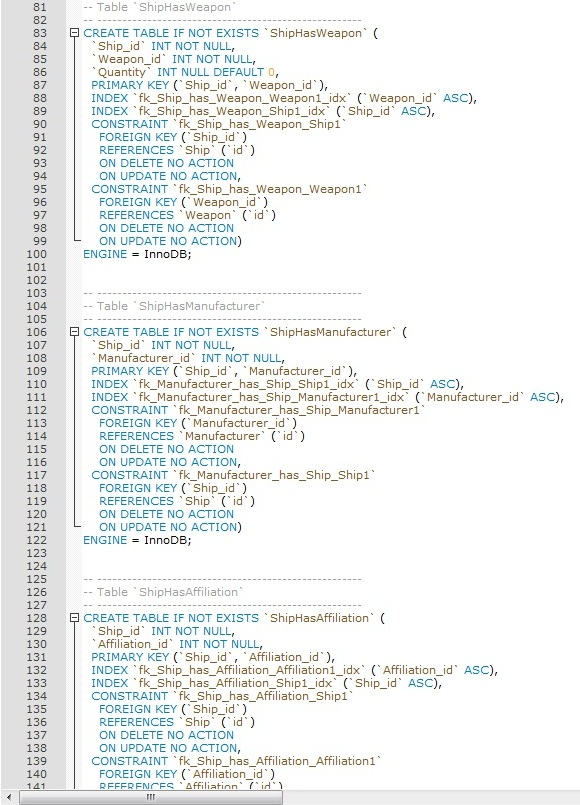 81 -- Table `ShipHasWeapon`
82 -- -----------------------------------------------------
83 CREATE TABLE IF NOT EXISTS `ShipHasWeapon` (
84 `Ship_id` INT NOT NULL,
85 `Weapon_id` INT NOT NULL,
86 `Quantity` INT NULL DEFAULT 0,
87 PRIMARY KEY (`Ship_id`, `Weapon_id`),
88 INDEX `fk_Ship_has_Weapon_Weapon1_idx` (`Weapon_id` ASC),
89 INDEX `fk_Ship_has_Weapon_Ship1_idx` (`Ship_id` ASC),
90 CONSTRAINT `fk_Ship_has_Weapon_Ship1`
91 FOREIGN KEY (`Ship_id`)
92 REFERENCES `Ship` (`id`)
93 ON DELETE NO ACTION
94 ON UPDATE NO ACTION,
95 CONSTRAINT `fk_Ship_has_Weapon_Weapon1`
96 FOREIGN KEY (`Weapon_id`)
97 REFERENCES `Weapon` (`id`)
98 ON DELETE NO ACTION
99 ON UPDATE NO ACTION)
100 ENGINE = InnoDB;
101
102
103 -- -----------------------------------------------------
104 -- Table `ShipHasManufacturer`
105 -- -----------------------------------------------------
106 CREATE TABLE IF NOT EXISTS `ShipHasManufacturer` (
107 `Ship_id` INT NOT NULL,
108 `Manufacturer_id` INT NOT NULL,
109 PRIMARY KEY (`Ship_id`, `Manufacturer_id`),
110 INDEX `fk_Manufacturer_has_Ship_Ship1_idx` (`Ship_id` ASC),
111 INDEX `fk_Manufacturer_has_Ship_Manufacturer1_idx` (`Manufacturer_id` ASC),
112 CONSTRAINT `fk_Manufacturer_has_Ship_Manufacturer1`
113 FOREIGN KEY (`Manufacturer_id`)
114 REFERENCES `Manufacturer` (`id`)
115 ON DELETE NO ACTION
116 ON UPDATE NO ACTION,
117 CONSTRAINT `fk_Manufacturer_has_Ship_Ship1`
118 FOREIGN KEY (`Ship_id`)
119 REFERENCES `Ship` (`id`)
120 ON DELETE NO ACTION
121 ON UPDATE NO ACTION)
122 ENGINE = InnoDB;
123
124
125 -- -----------------------------------------------------
126 -- Table `ShipHasAffiliation`
127 -- -----------------------------------------------------
128 CREATE TABLE IF NOT EXISTS `ShipHasAffiliation` (
129 `Ship_id` INT NOT NULL,
130 `Affiliation_id` INT NOT NULL,
131 PRIMARY KEY (`Ship_id`, `Affiliation_id`),
132 INDEX `fk_Ship_has_Affiliation_Affiliation1_idx` (`Affiliation_id` ASC),
133 INDEX `fk_Ship_has_Affiliation_Ship1_idx` (`Ship_id` ASC),
134 CONSTRAINT `fk_Ship_has_Affiliation_Ship1`
135 FOREIGN KEY (`Ship_id`)
136 REFERENCES `Ship` (`id`)
137 ON DELETE NO ACTION
138 ON UPDATE NO ACTION,
139 CONSTRAINT `fk_Ship_has_Affiliation_Affiliation1`
140 FOREIGN KEY (`Affiliation_id`)
141 REFERENCES `Affiliation` (`id`)